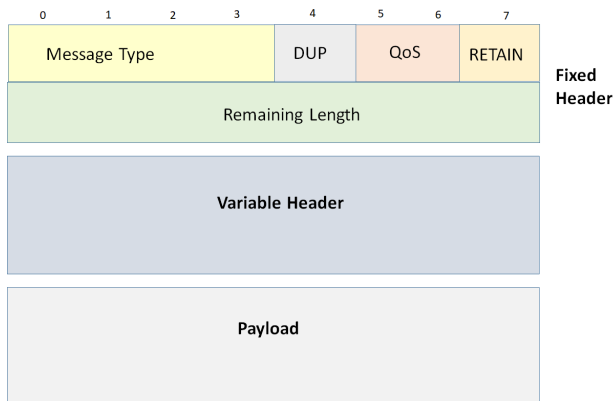 0 1 2 3 4 5 6 7
Message Type DUP QoS RETAIN
Fixed
Header
Remaining Length
Variable Header
Payload